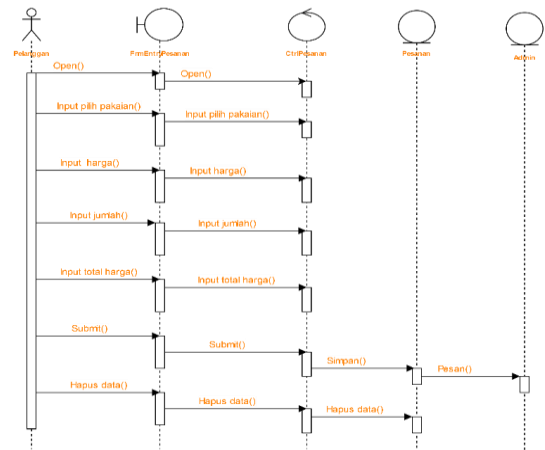 Pelanggan
FrmEntriPesanan
CtrlPesanan
Pesanan
Admin
Open()
Open()
Input pilih pakaian()
Input pilih pakaian()
Input harga()
Input harga()
Input jumlah()
Input jumlah()
Input total harga()
Input total harga()
Submit()
Submit()
Simpan()
Pesan()
Hapus data()
Hapus data()
Hapus data()